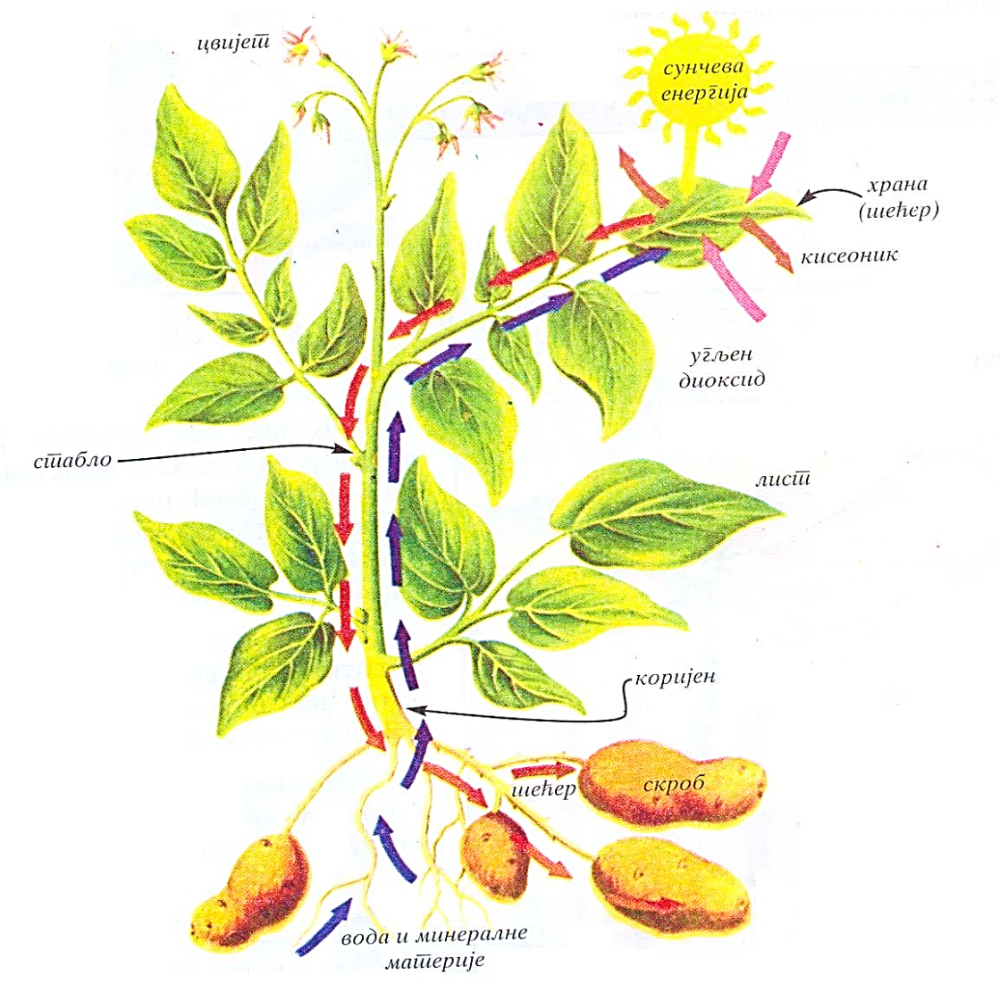 цвијет
сунчева
енергија
храна
(шећер)
кисеоник
угљен
диоксид
стабло
лист
коријен
шећер
скроб
вода и минералне
материје